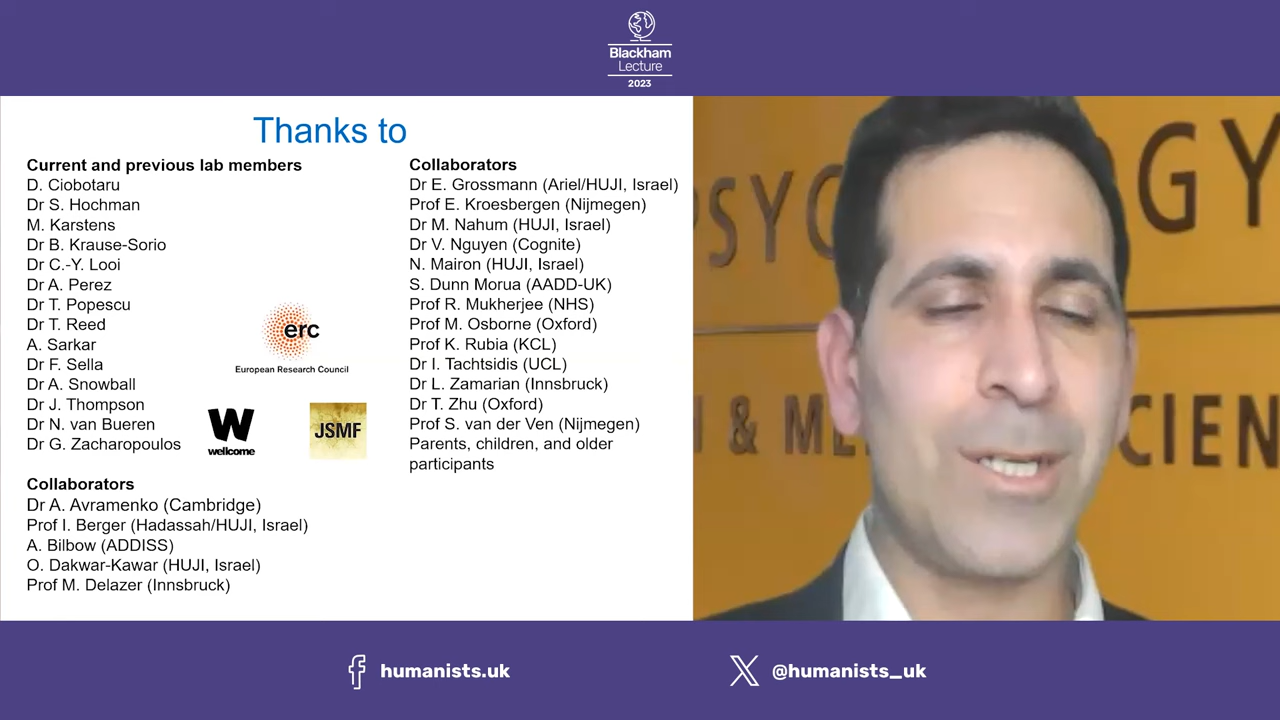 Blackham
Lecture
2023
Thanks to
Current and previous lab members
D. Ciobotaru
Dr S. Hochman
M. Karstens
Dr B. Krause-Sorio
Dr C.-Y. Looi
Dr A. Perez
Dr T. Popescu
Dr T. Reed
A. Sarkar
Dr F. Sella
Dr A. Snowball
Dr J. Thompson
Dr N. van Bueren
Dr G. Zacharopoulos
erc
European Research Council
W
wellcome
JSMF
Collaborators
Dr A. Avramenko (Cambridge)
Prof I. Berger (Hadassah/HUJI, Israel)
A. Bilbow (ADDISS)
O. Dakwar-Kawar (HUJI, Israel)
Prof M. Delazer (Innsbruck)
Collaborators
Dr E. Grossmann (Ariel/HUJI, Israel)
Prof E. Kroesbergen (Nijmegen)
Dr M. Nahum (HUJI, Israel)
Dr V. Nguyen (Cognite)
N. Mairon (HUJI, Israel)
S. Dunn Morua (AADD-UK)
Prof R. Mukherjee (NHS)
Prof M. Osborne (Oxford)
Prof K. Rubia (KCL)
Dr I. Tachtsidis (UCL)
Dr L. Zamarian (Innsbruck)
Dr T. Zhu (Oxford)
Prof S. van der Ven (Nijmegen)
Parents, children, and older
participants
humanists.uk
@humanists_uk